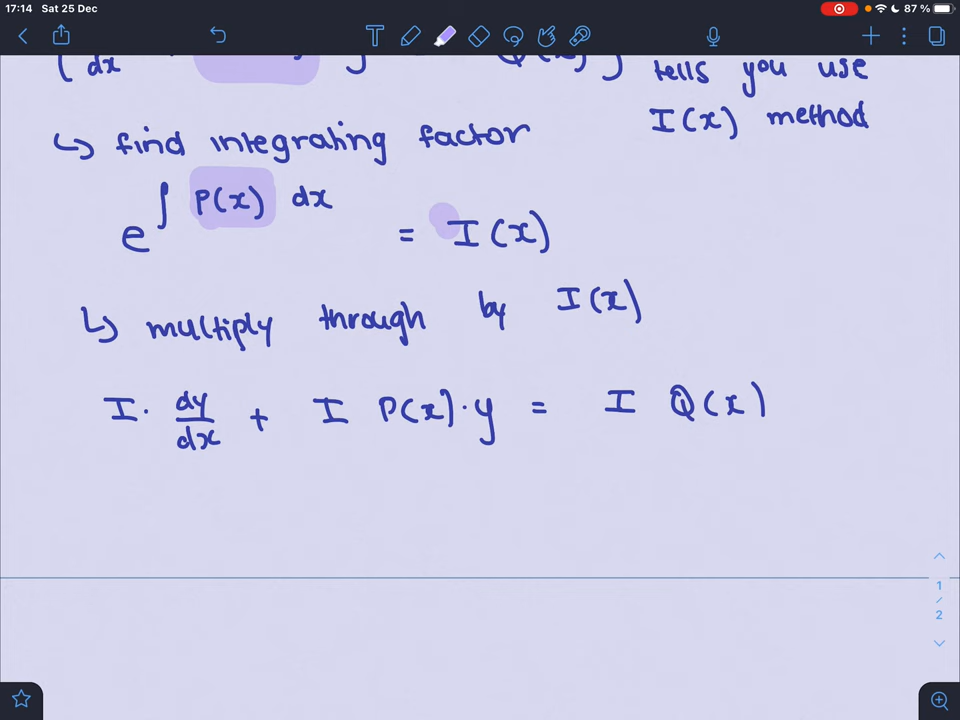 17:14 Sat 25 Dec 87 %
dx Q(x) tells you use
I(x) method
↳ find integrating factor
e^∫ P(x) dx = I(x)
↳ multiply through by I(x)
I · dy/dx + I P(x) · y = I Q(x)
1
/
2